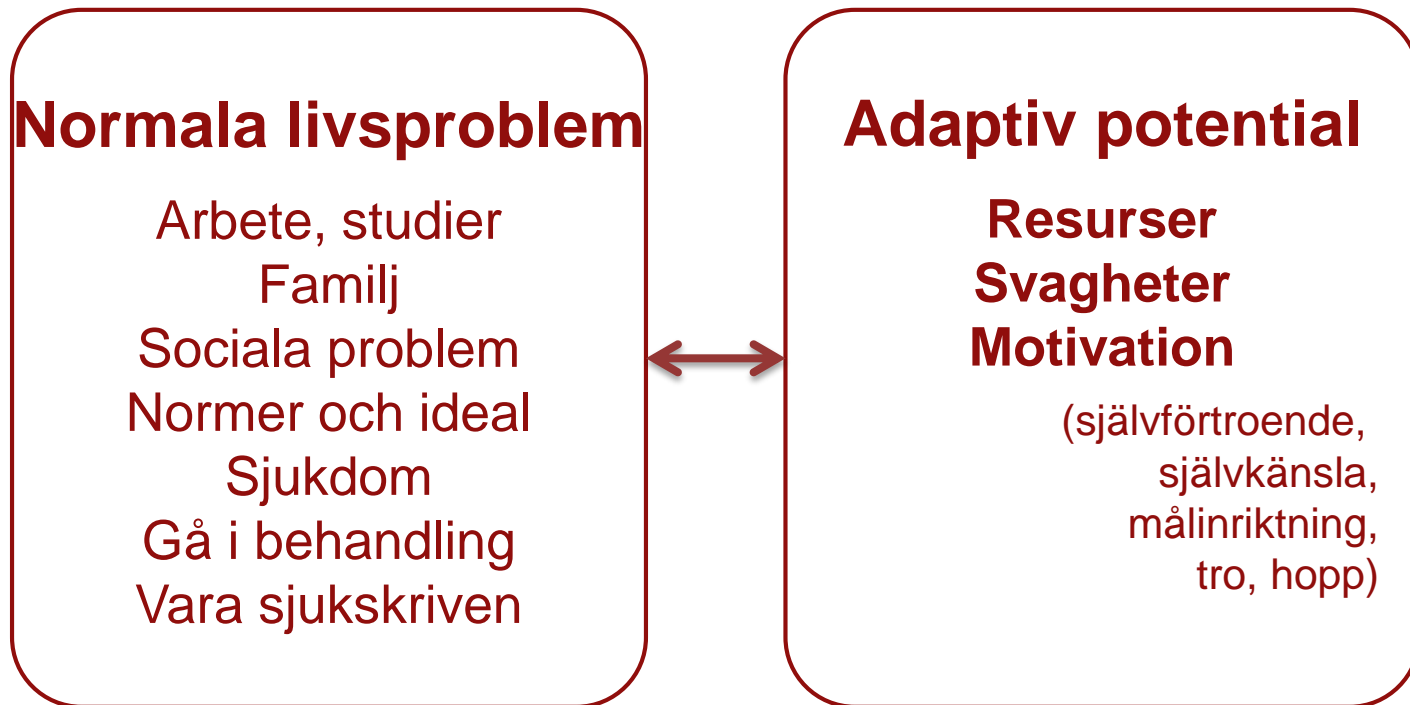 Normala livsproblem
Arbete, studier
Familj
Sociala problem
Normer och ideal
Sjukdom
Gå i behandling
Vara sjukskriven
Adaptiv potential
Resurser
Svagheter
Motivation
(självförtroende,
självkänsla,
målinriktning,
tro, hopp)